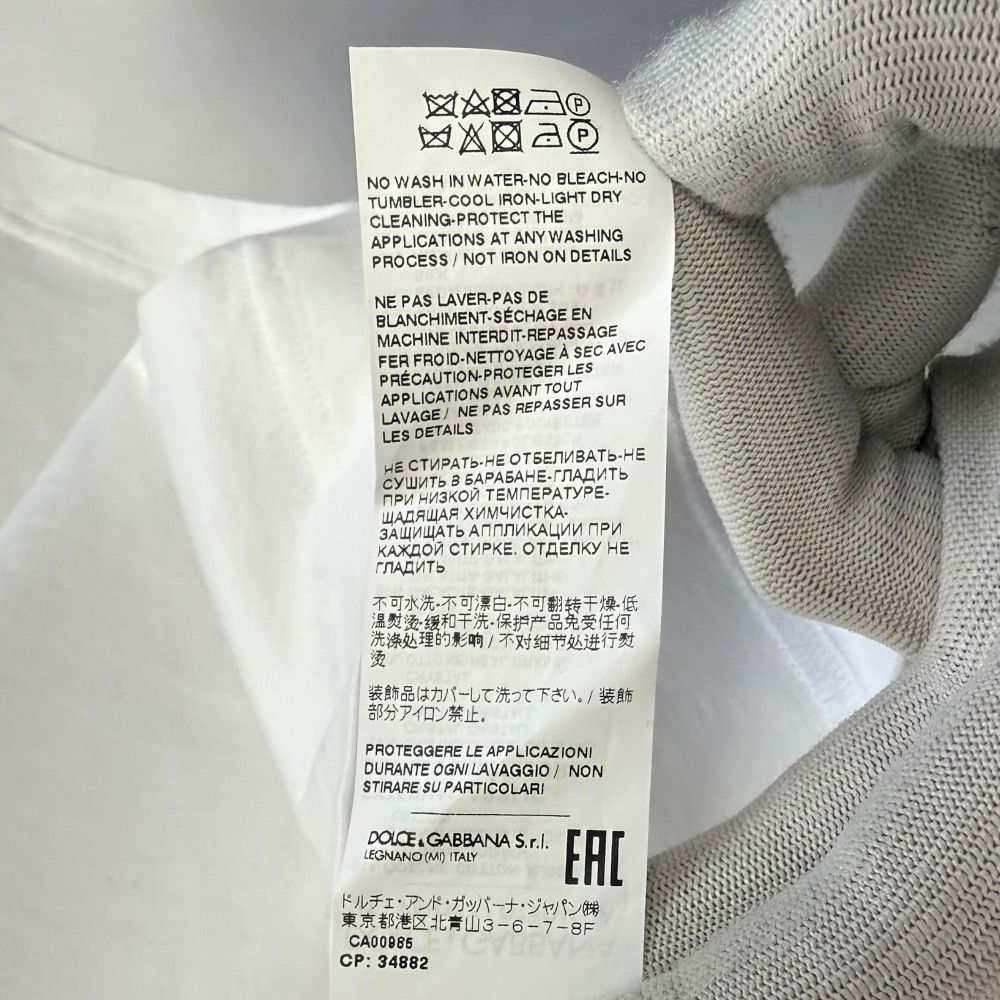 NO WASH IN WATER-NO BLEACH-NO
TUMBLER-COOL IRON-LIGHT DRY
CLEANING-PROTECT THE
APPLICATIONS AT ANY WASHING
PROCESS / NOT IRON ON DETAILS
NE PAS LAVER-PAS DE
BLANCHIMENT-SÉCHAGE EN
MACHINE INTERDIT-REPASSAGE
FER FROID-NETTOYAGE À SEC AVEC
PRÉCAUTION-PROTEGER LES
APPLICATIONS AVANT TOUT
LAVAGE / NE PAS REPASSER SUR
LES DETAILS
НЕ СТИРАТЬ-НЕ ОТБЕЛИВАТЬ-НЕ
СУШИТЬ В БАРАБАНЕ-ГЛАДИТЬ
ПРИ НИЗКОЙ ТЕМПЕРАТУРЕ-
ЩАДЯЩАЯ ХИМЧИСТКА-
ЗАЩИЩАТЬ АППЛИКАЦИИ ПРИ
КАЖДОЙ СТИРКЕ. ОТДЕЛКУ НЕ
ГЛАДИТЬ
不可水洗-不可漂白-不可翻转干燥-低
温熨烫-缓和干洗-保护产品免受任何
洗涤处理的影响 / 不对细节处进行熨
烫
装飾品はカバーして洗って下さい。/ 装飾
部分アイロン禁止。
PROTEGGERE LE APPLICAZIONI
DURANTE OGNI LAVAGGIO / NON
STIRARE SU PARTICOLARI
DOLCE & GABBANA S.r.l.
LEGNANO (MI) ITALY
EAC
ドルチェ・アンド・ガッバーナ・ジャパン㈱
東京都港区北青山3-6-7-8F
CA00985
CP: 34882